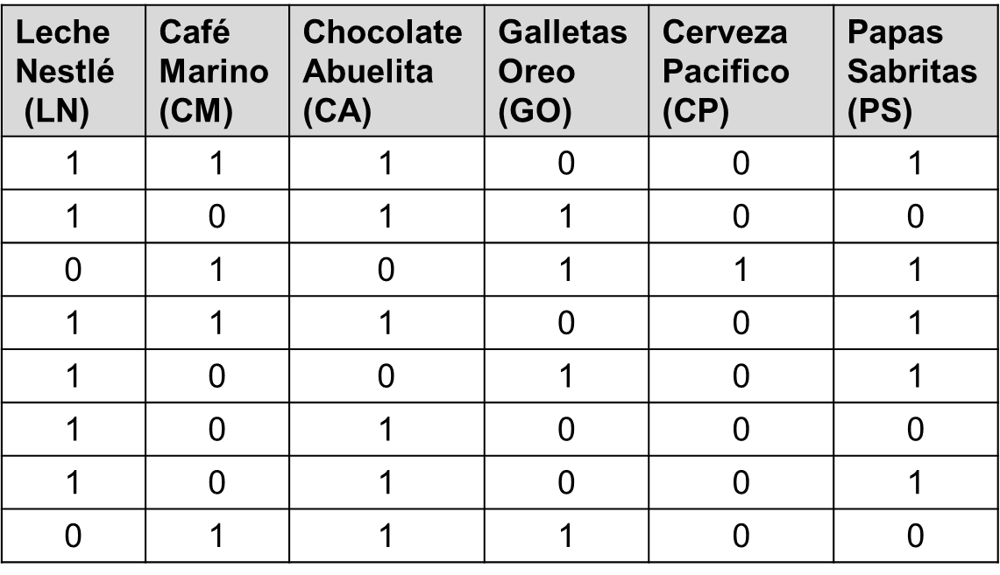 Leche Nestlé (LN) | Café Marino (CM) | Chocolate Abuelita (CA) | Galletas Oreo (GO) | Cerveza Pacifico (CP) | Papas Sabritas (PS)
1 | 1 | 1 | 0 | 0 | 1
1 | 0 | 1 | 1 | 0 | 0
0 | 1 | 0 | 1 | 1 | 1
1 | 1 | 1 | 0 | 0 | 1
1 | 0 | 0 | 1 | 0 | 1
1 | 0 | 1 | 0 | 0 | 0
1 | 0 | 1 | 0 | 0 | 1
0 | 1 | 1 | 1 | 0 | 0